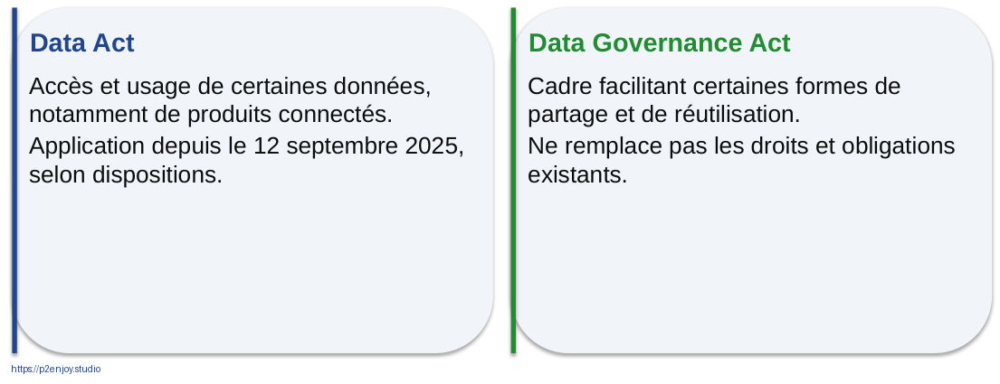 Data Act
Accès et usage de certaines données,
notamment de produits connectés.
Application depuis le 12 septembre 2025,
selon dispositions.
Data Governance Act
Cadre facilitant certaines formes de
partage et de réutilisation.
Ne remplace pas les droits et obligations
existants.
https://p2enjoy.studio